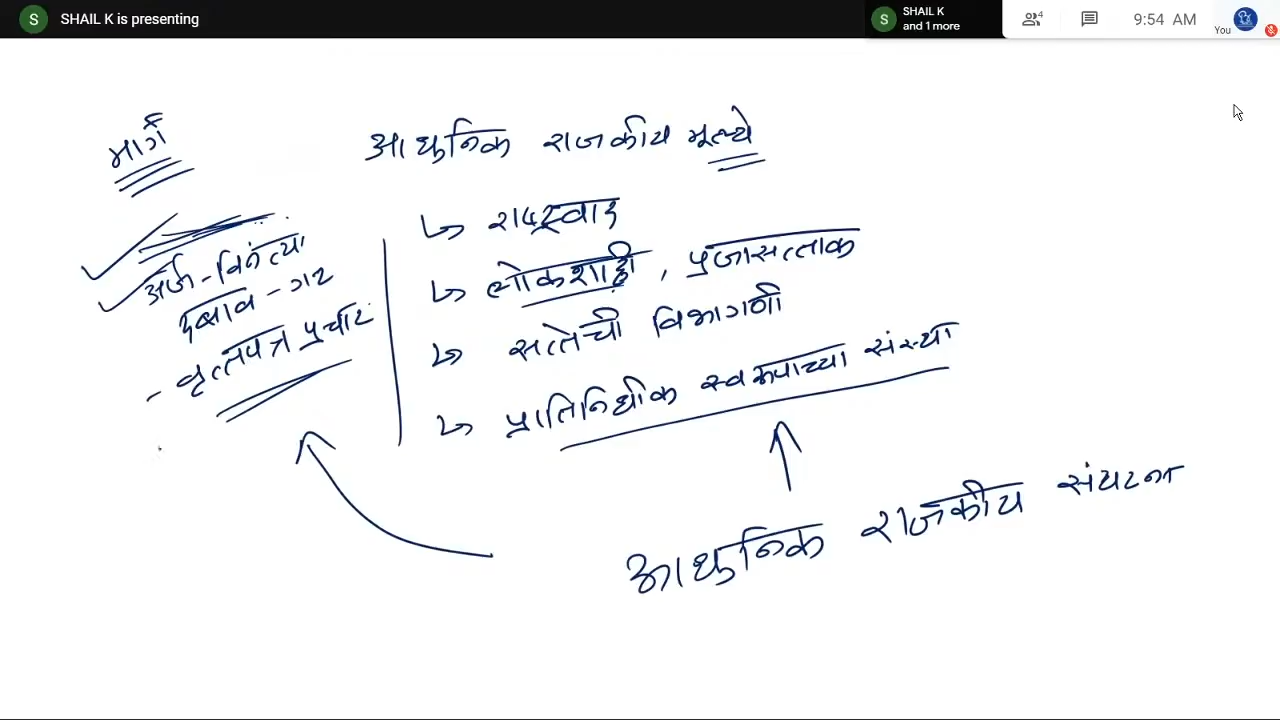 SHAIL K is presenting
SHAIL K
and 1 more
4
9:54 AM
You
मार्ग
आधुनिक राजकीय मूल्ये
राष्ट्रवाद
लोकशाही, प्रजासत्ताक
सत्तेची विभागणी
प्रातिनिधीक स्वरूपाच्या संस्था
अर्ज - विनंत्या
दबाव - गट
- वृत्तपत्र प्रचार
आधुनिक राजकीय संघटना